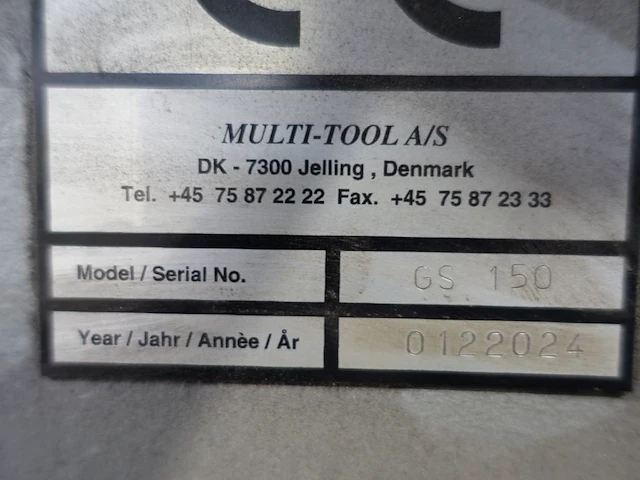 MULTI-TOOL A/S
DK - 7300 Jelling , Denmark
Tel. +45 75 87 22 22 Fax. +45 75 87 23 33
Model / Serial No. GS 150
Year / Jahr / Annèe / År 0122024